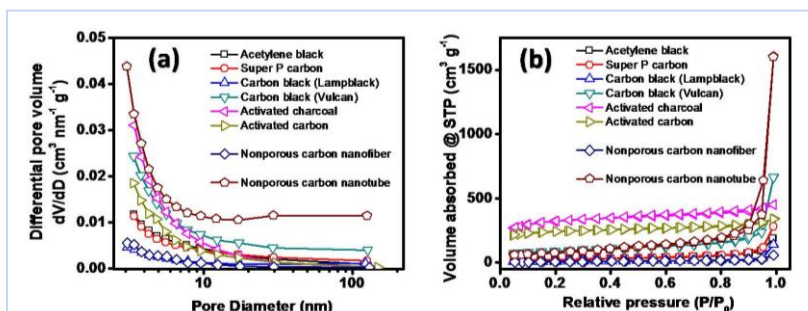 (a)
0.05
0.04
0.03
0.02
0.01
0.00
Differential pore volume
dV/dD (cm³ nm⁻¹ g⁻¹)
Acetylene black
Super P carbon
Carbon black (Lampblack)
Carbon black (Vulcan)
Activated charcoal
Activated carbon
Nonporous carbon nanofiber
Nonporous carbon nanotube
10
100
Pore Diameter (nm)
(b)
1500
1000
500
0
Volume absorbed @ STP (cm³ g⁻¹)
Acetylene black
Super P carbon
Carbon black (Lampblack)
Carbon black (Vulcan)
Activated charcoal
Activated carbon
Nonporous carbon nanofiber
Nonporous carbon nanotube
0.0 0.2 0.4 0.6 0.8 1.0
Relative pressure (P/P₀)